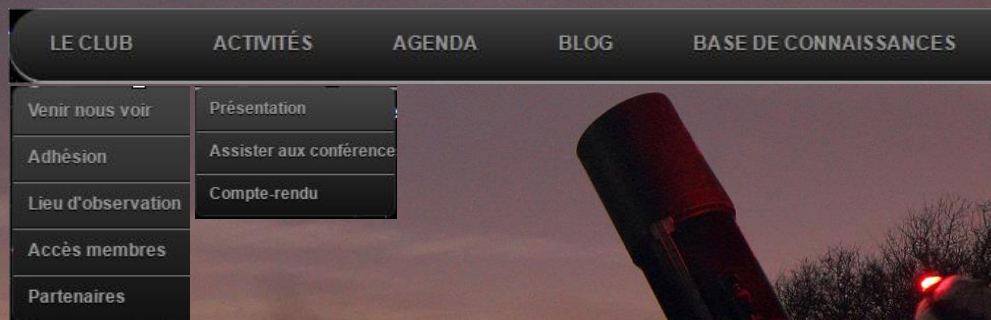 LE CLUB
ACTIVITÉS
AGENDA
BLOG
BASE DE CONNAISSANCES
Venir nous voir
Adhésion
Lieu d'observation
Accès membres
Partenaires
Présentation
Assister aux conférence
Compte-rendu